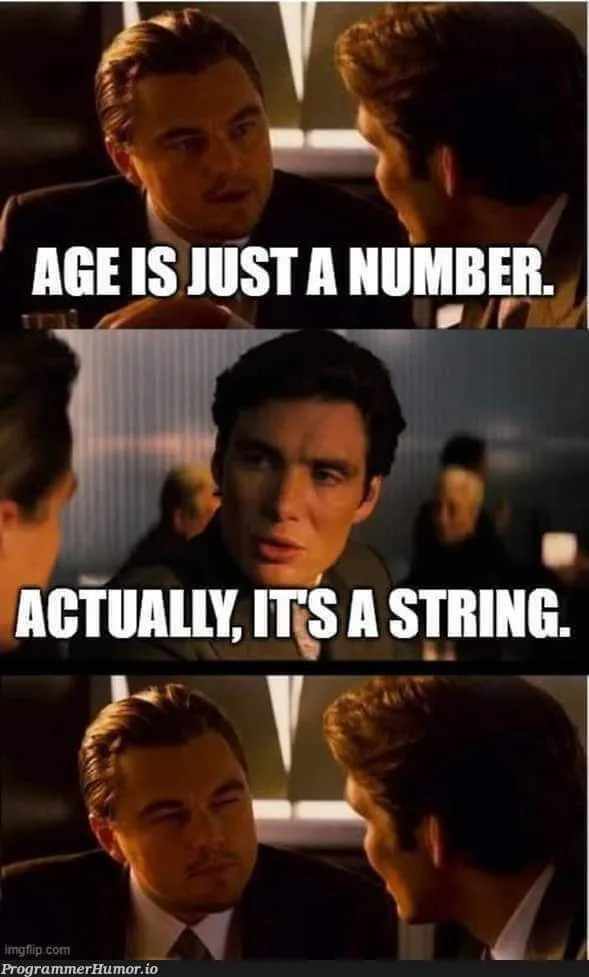 AGE IS JUST A NUMBER.
ACTUALLY, IT'S A STRING.
imgflip.com
ProgrammerHumor.io